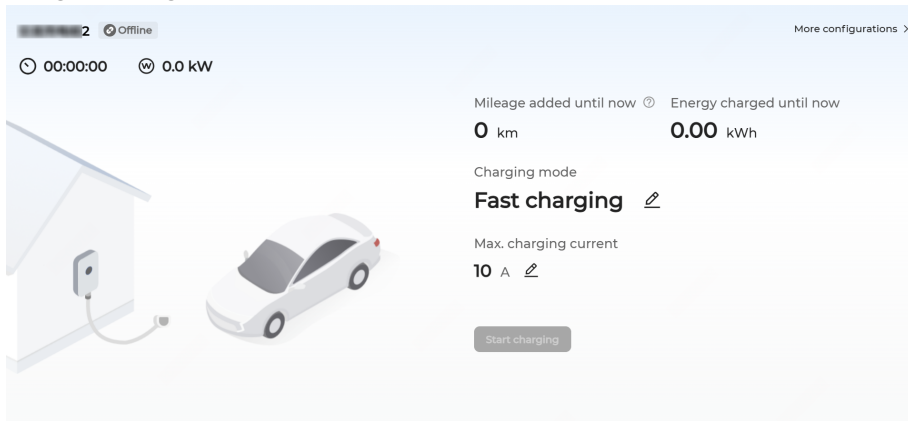 2 Offline
More configurations >
00:00:00 W 0.0 kW
Mileage added until now ? Energy charged until now
0 km 0.00 kWh
Charging mode
Fast charging
Max. charging current
10 A
Start charging